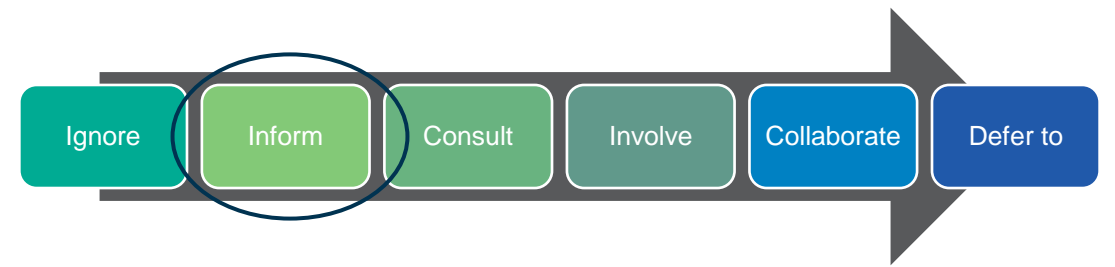 Ignore
Inform
Consult
Involve
Collaborate
Defer to